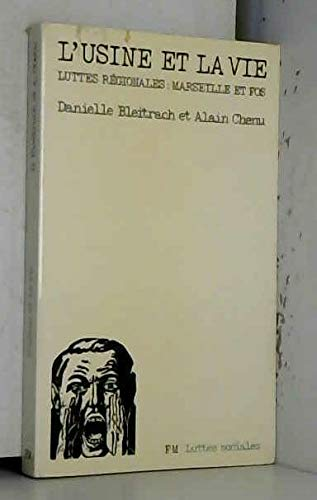 L'USINE ET LA VIE
LUTTES RÉGIONALES : MARSEILLE ET FOS
Danielle Bleitrach et Alain Chenu
FM Luttes sociales